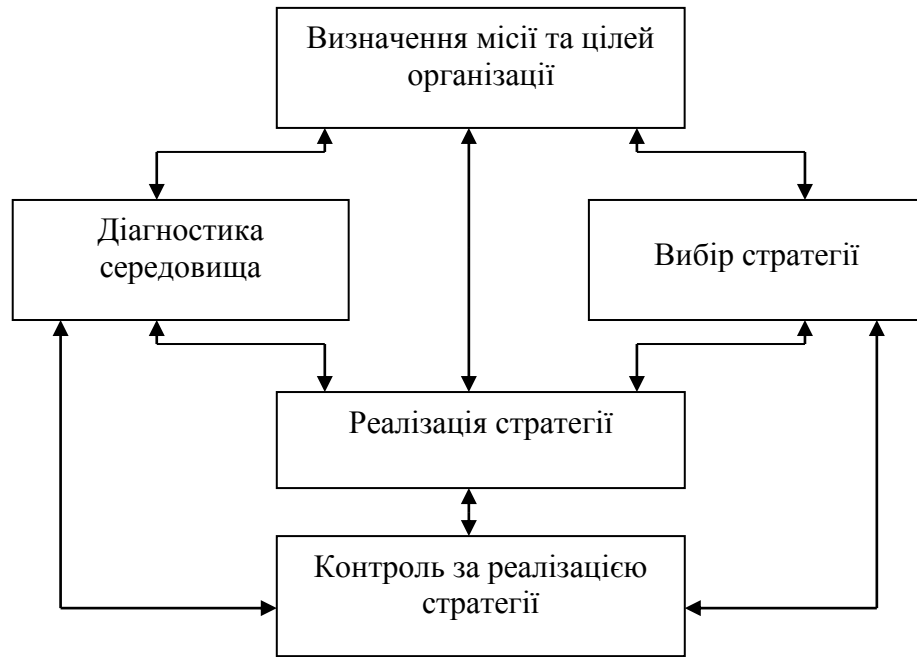 Визначення місії та цілей
організації
Діагностика
середовища
Вибір стратегії
Реалізація стратегії
Контроль за реалізацією
стратегії